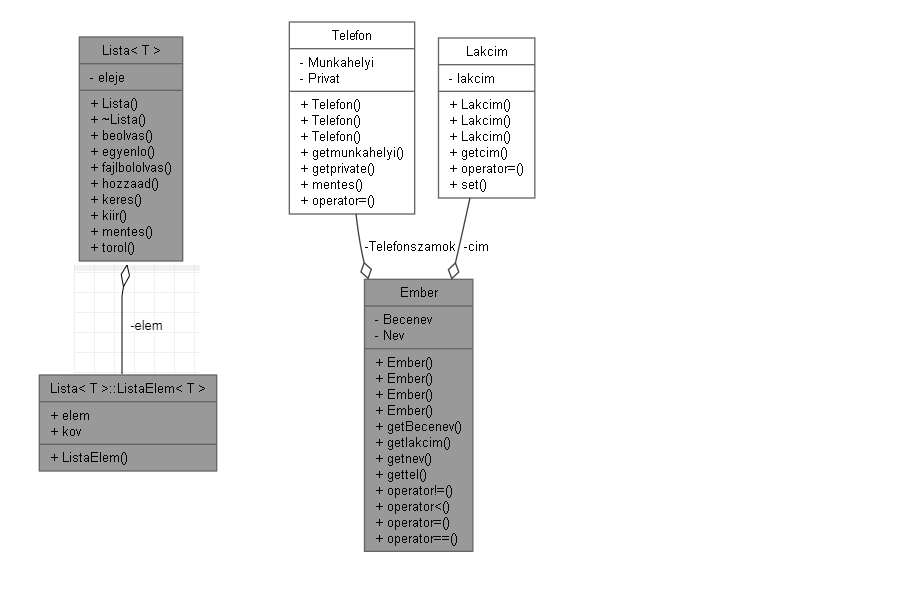 Lista< T >
- eleje
+ Lista()
+ ~Lista()
+ beolvas()
+ egyenlo()
+ fajlbololvas()
+ hozzaad()
+ keres()
+ kiir()
+ mentes()
+ torol()
-elem
Lista< T >::ListaElem< T >
+ elem
+ kov
+ ListaElem()
Telefon
- Munkahelyi
- Privat
+ Telefon()
+ Telefon()
+ Telefon()
+ getmunkahelyi()
+ getprivate()
+ mentes()
+ operator=()
Lakcim
- lakcim
+ Lakcim()
+ Lakcim()
+ Lakcim()
+ getcim()
+ operator=()
+ set()
-Telefonszamok
-cim
Ember
- Becenev
- Nev
+ Ember()
+ Ember()
+ Ember()
+ Ember()
+ getBecenev()
+ getlakcim()
+ getnev()
+ gettel()
+ operator!=()
+ operator<()
+ operator=()
+ operator==()